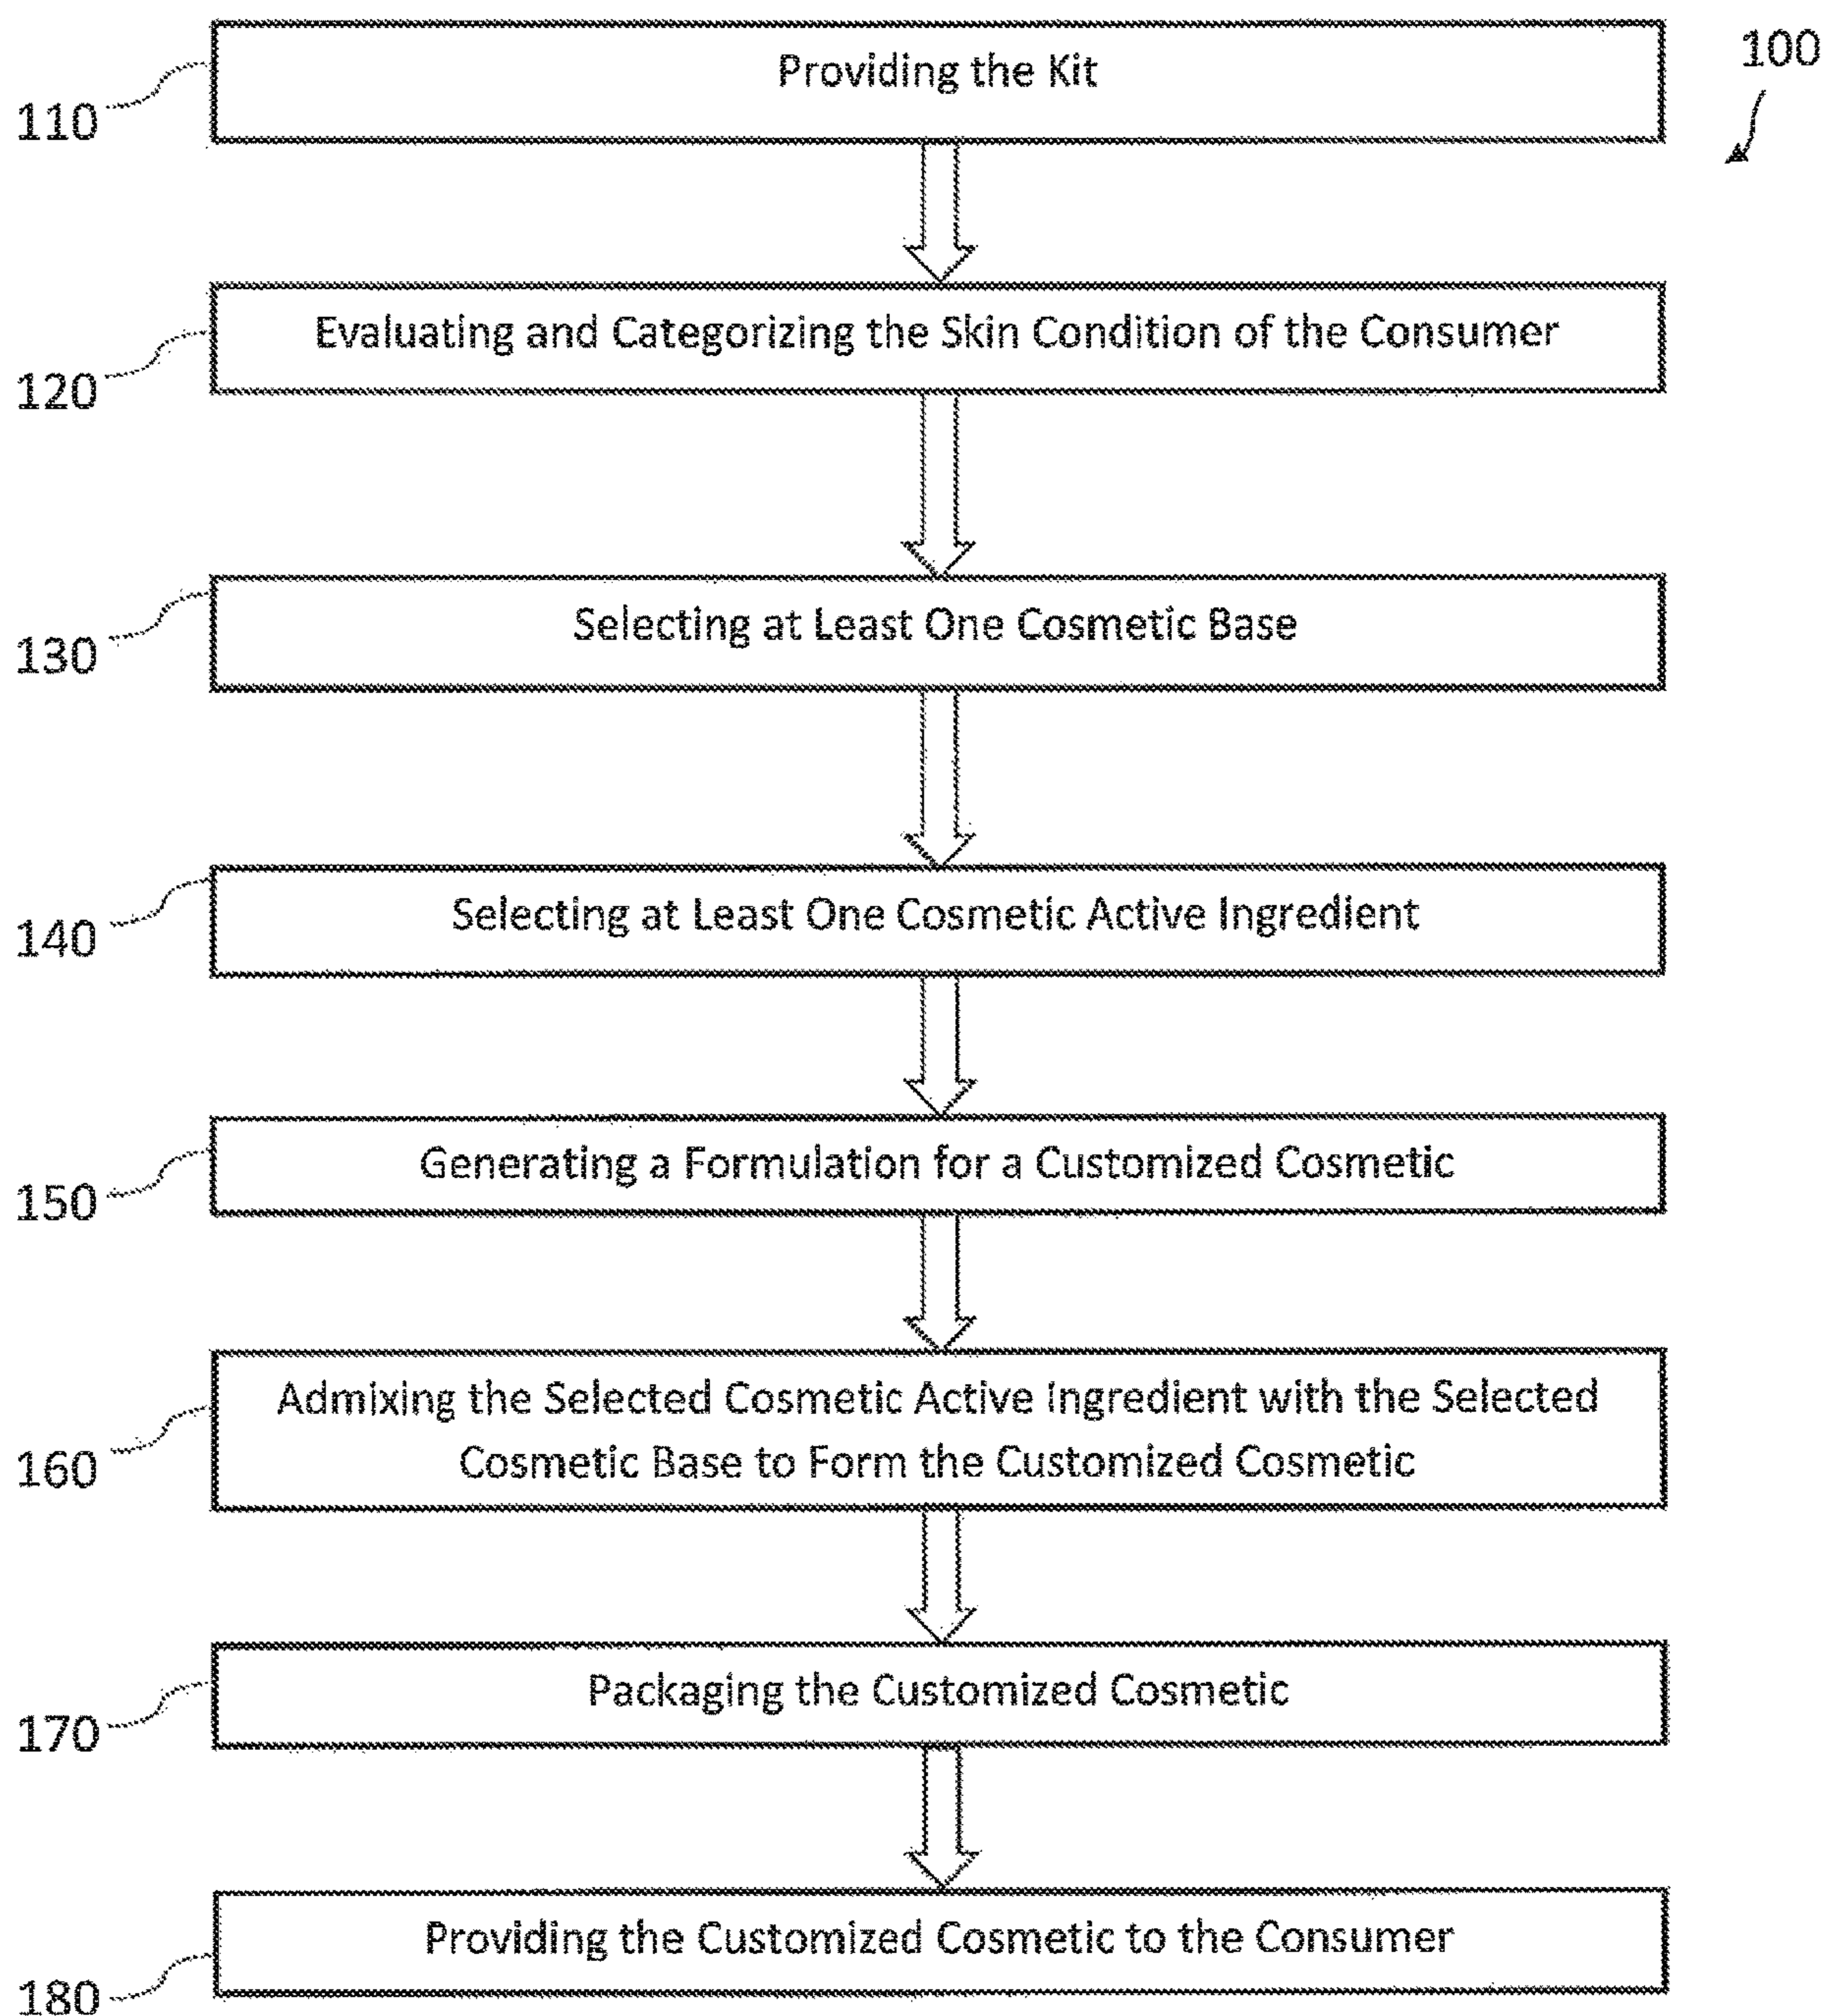 Providing the Kit
100
110
Evaluating and Categorizing the Skin Condition of the Consumer
120
Selecting at Least One Cosmetic Base
130
Selecting at Least One Cosmetic Active Ingredient
140
Generating a Formulation for a Customized Cosmetic
150
Admixing the Selected Cosmetic Active Ingredient with the Selected
Cosmetic Base to Form the Customized Cosmetic
160
Packaging the Customized Cosmetic
170
Providing the Customized Cosmetic to the Consumer
180